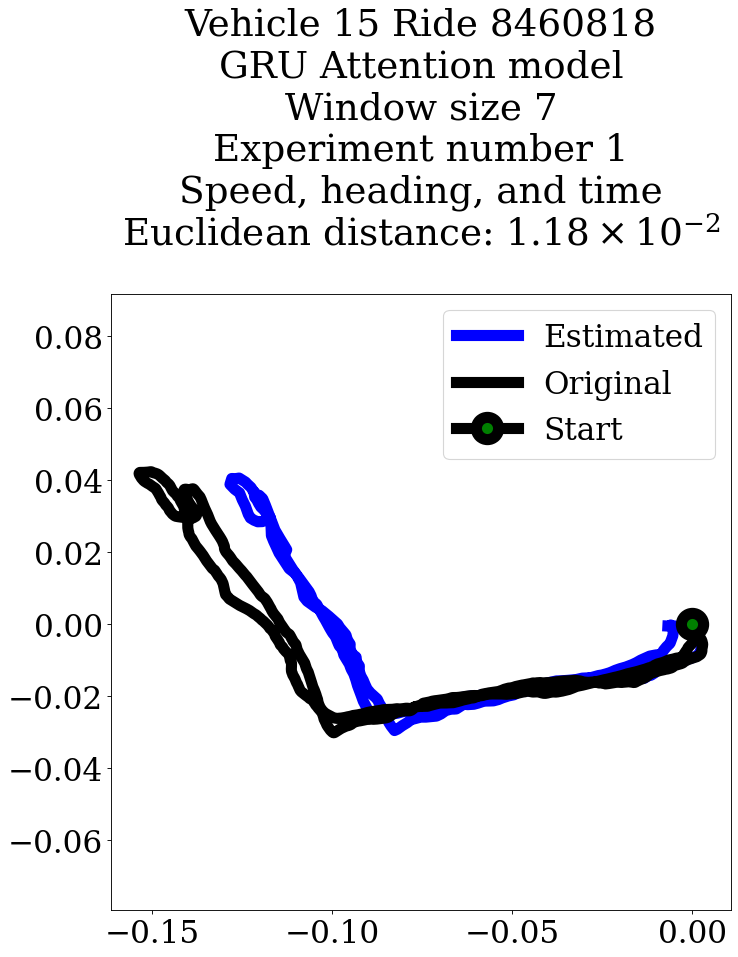 Vehicle 15 Ride 8460818
GRU Attention model
Window size 7
Experiment number 1
Speed, heading, and time
Euclidean distance: 1.18 × 10⁻²
Estimated
Original
Start
0.08
0.06
0.04
0.02
0.00
−0.02
−0.04
−0.06
−0.15 −0.10 −0.05 0.00